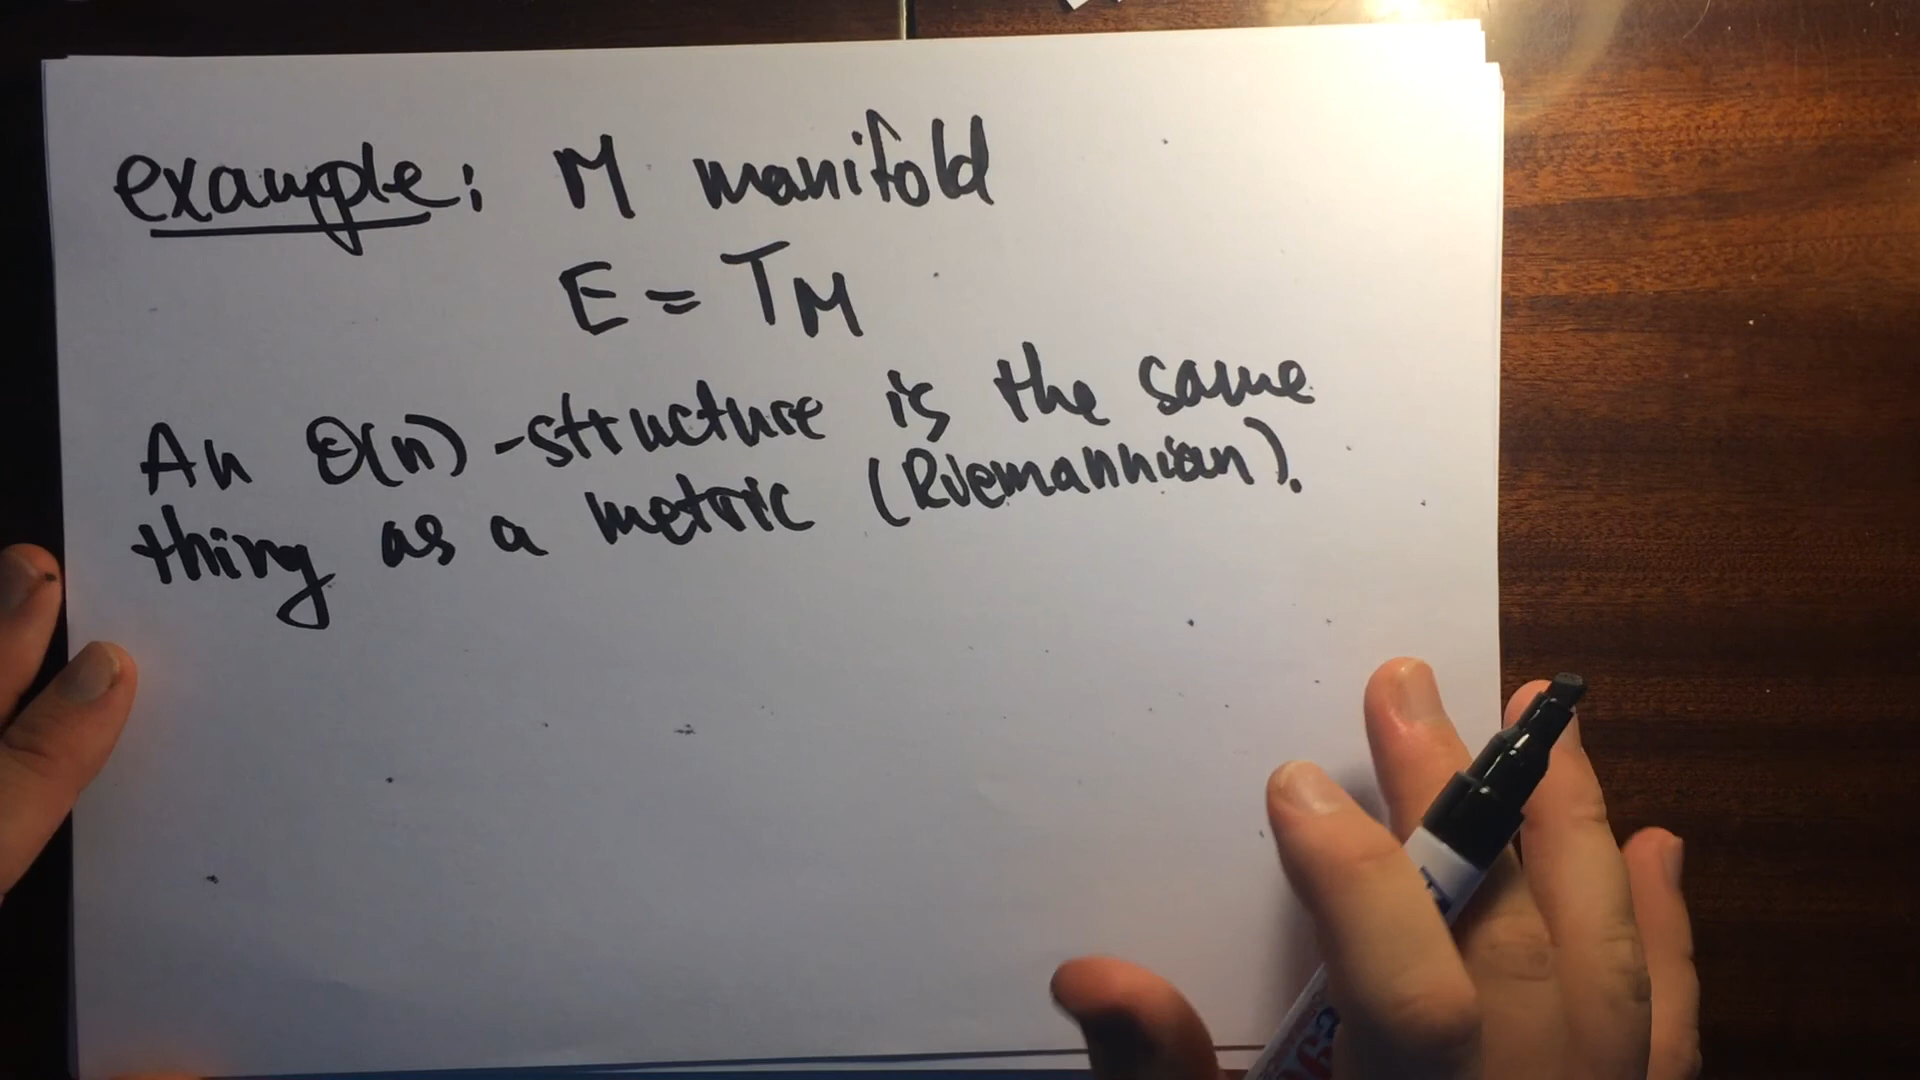 example: M manifold
E = TM
An O(n)-structure is the same
thing as a metric (Riemannian).